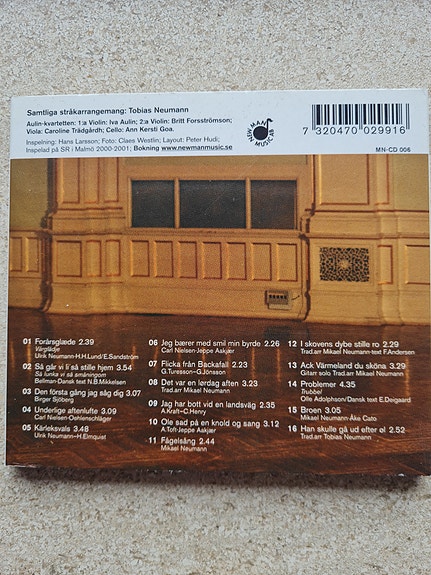 Samtliga stråkarrangemang: Tobias Neumann
Aulin-kvartetten: 1:a Violin: Iva Aulin; 2:a Violin: Britt Forsströmson;
Viola: Caroline Trädgårdh; Cello: Ann Kersti Goa.
Inspelning: Hans Larsson; Foto: Claes Westlin; Layout: Peter Hudi;
Inspelad på SR i Malmö 2000-2001; Bokning www.newmanmusic.se
NEW MAN MUSIC AB
7 320470 029916
MN-CD 006
01 Forårsglæde 2.39
Vårglädje
Ulrik Neumann-H.H.Lund/E.Sandström
02 Så går vi li så stille hjem 3.54
Så lunka vi så småningom
Bellman-Dansk text N.B.Mikkelsen
03 Den första gång jag såg dig 3.07
Birger Sjöberg
04 Underlige aftenlufte 3.09
Carl Nielsen-Oehlenschläger
05 Kärleksvals 3.48
Ulrik Neumann-H.Elmquist
06 Jeg bærer med smil min byrde 2.26
Carl Nielsen-Jeppe Aakjær
07 Flicka från Backafall 2.23
G.Turesson-G.Jönsson
08 Det var en lørdag aften 3.23
Trad.arr Mikael Neumann
09 Jag har bott vid en landsväg 2.35
A.Kraft-C.Henry
10 Ole sad på en knold og sang 3.12
A.Toft-Jeppe Aakjær
11 Fågelsång 2.44
Mikael Neumann
12 I skovens dybe stille ro 2.29
Trad.arr Mikael Neumann-text F.Andersen
13 Ack Värmeland du sköna 3.29
Gitarr solo Trad.arr Mikael Neumann
14 Problemer 4.35
Trubbel
Olle Adolphson/Dansk text E.Deigaard
15 Broen 3.05
Mikael Neumann-Åke Cato
16 Han skulle gå ud efter øl 2.52
Trad.arr Tobias Neumann